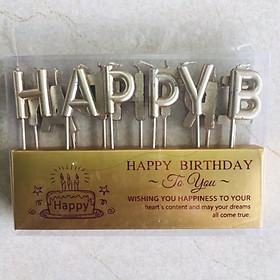 HAPPY B
HAPPY BIRTHDAY
~ To You ~
WISHING YOU HAPPINESS TO YOUR
heart's content and may your dreams
all come true.
Happy